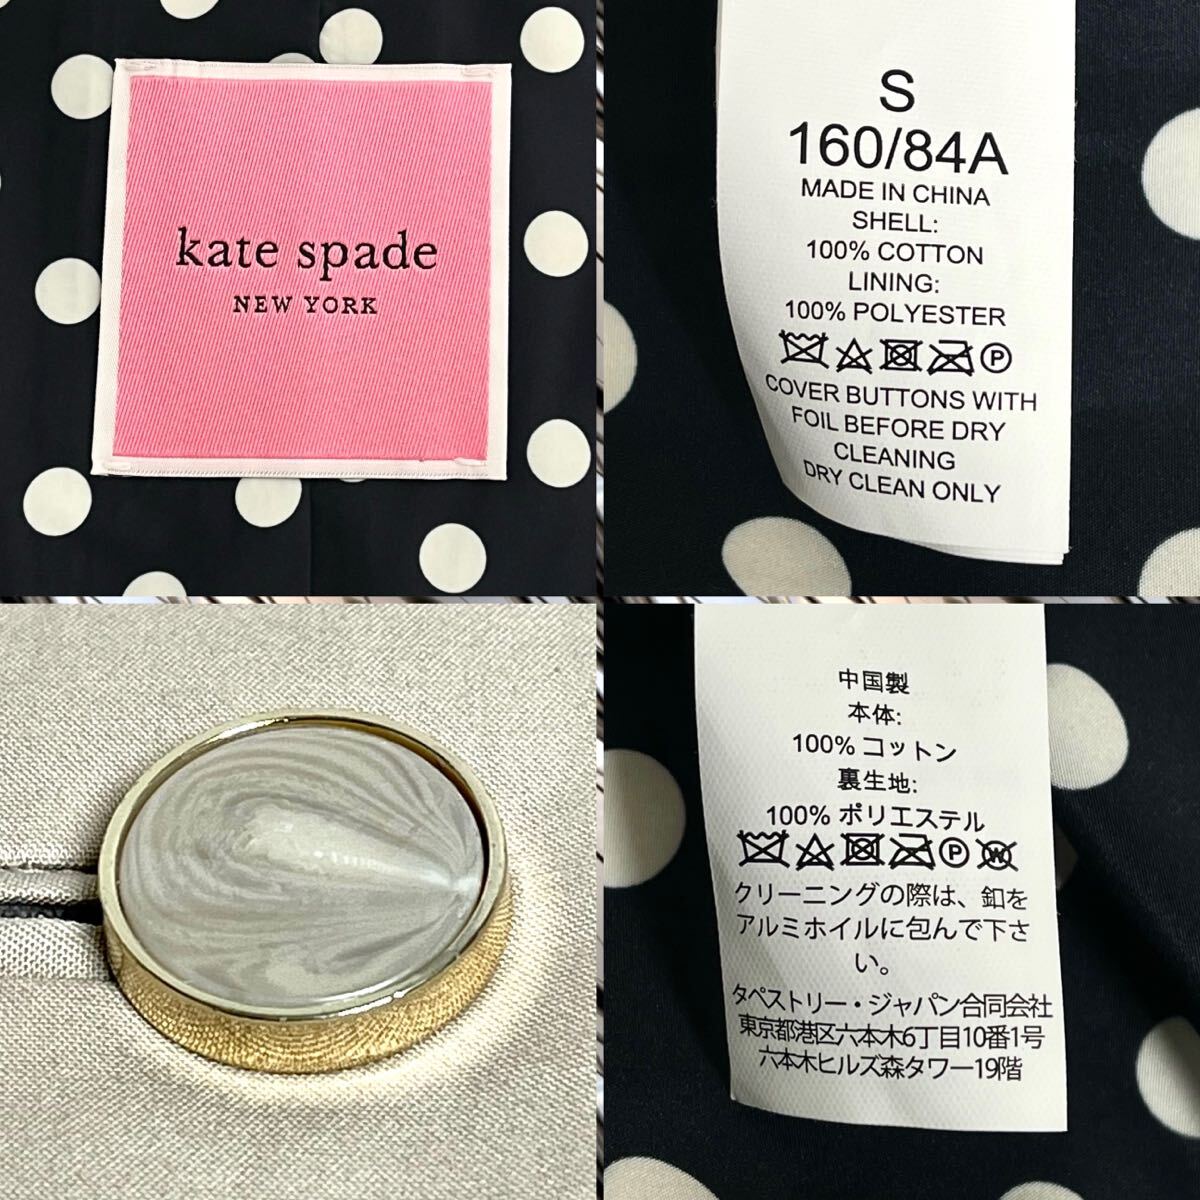 kate spade
NEW YORK
S
160/84A
MADE IN CHINA
SHELL:
100% COTTON
LINING:
100% POLYESTER
P
COVER BUTTONS WITH
FOIL BEFORE DRY
CLEANING
DRY CLEAN ONLY
中国製
本体:
100% コットン
裏生地:
100% ポリエステル
P W
クリーニングの際は、釦を
アルミホイルに包んで下さ
い。
タペストリー・ジャパン合同会社
東京都港区六本木6丁目10番1号
六本木ヒルズ森タワー19階